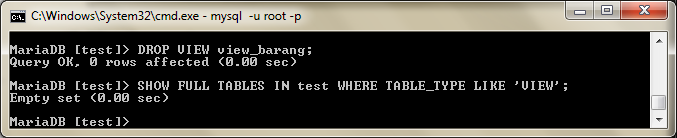 C:\Windows\System32\cmd.exe - mysql -u root -p
MariaDB [test]> DROP VIEW view_barang;
Query OK, 0 rows affected (0.00 sec)
MariaDB [test]> SHOW FULL TABLES IN test WHERE TABLE_TYPE LIKE 'VIEW';
Empty set (0.00 sec)
MariaDB [test]>